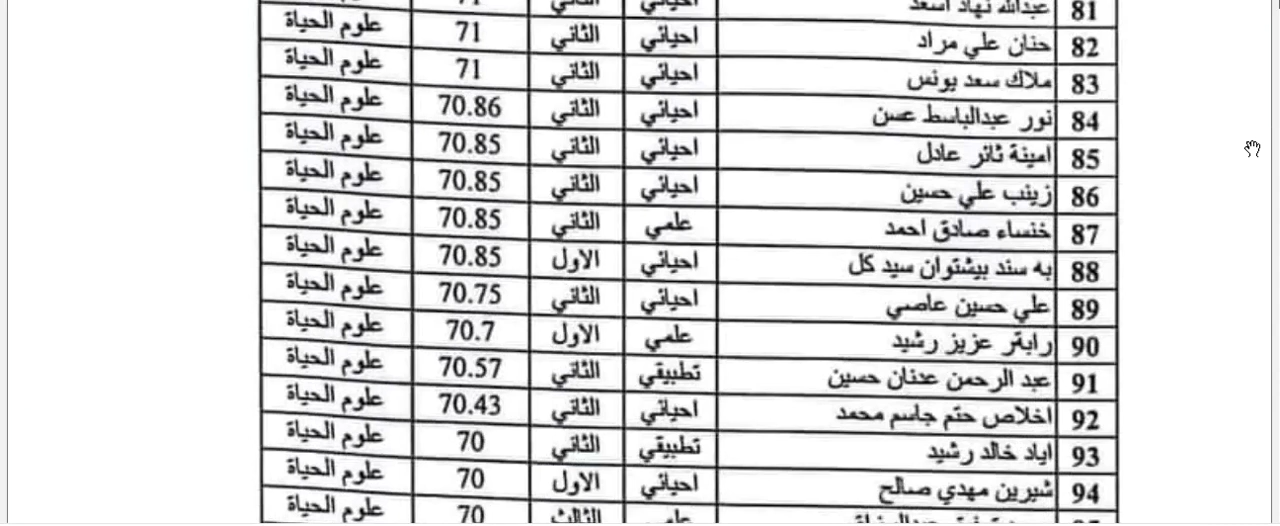 81 عبدالله نهاد اسعد احيائي الثاني 71
82 حنان علي مراد احيائي الثاني 71 علوم الحياة
83 ملاك سعد يونس احيائي الثاني 71 علوم الحياة
84 نور عبدالباسط عسن احيائي الثاني 70.86 علوم الحياة
85 امينة ثائر عادل احيائي الثاني 70.85 علوم الحياة
86 زينب علي حسين احيائي الثاني 70.85 علوم الحياة
87 خنساء صادق احمد علمي الثاني 70.85 علوم الحياة
88 به سند بيشتوان سيد كل احيائي الاول 70.85 علوم الحياة
89 علي حسين عاصي احيائي الثاني 70.75 علوم الحياة
90 رابةر عزيز رشيد علمي الاول 70.7 علوم الحياة
91 عبد الرحمن عدنان حسين تطبيقي الثاني 70.57 علوم الحياة
92 اخلاص حتم جاسم محمد احيائي الثاني 70.43 علوم الحياة
93 اياد خالد رشيد تطبيقي الثاني 70 علوم الحياة
94 شيرين مهدي صالح احيائي الاول 70 علوم الحياة
علمي الثالث 70 علوم الحياة